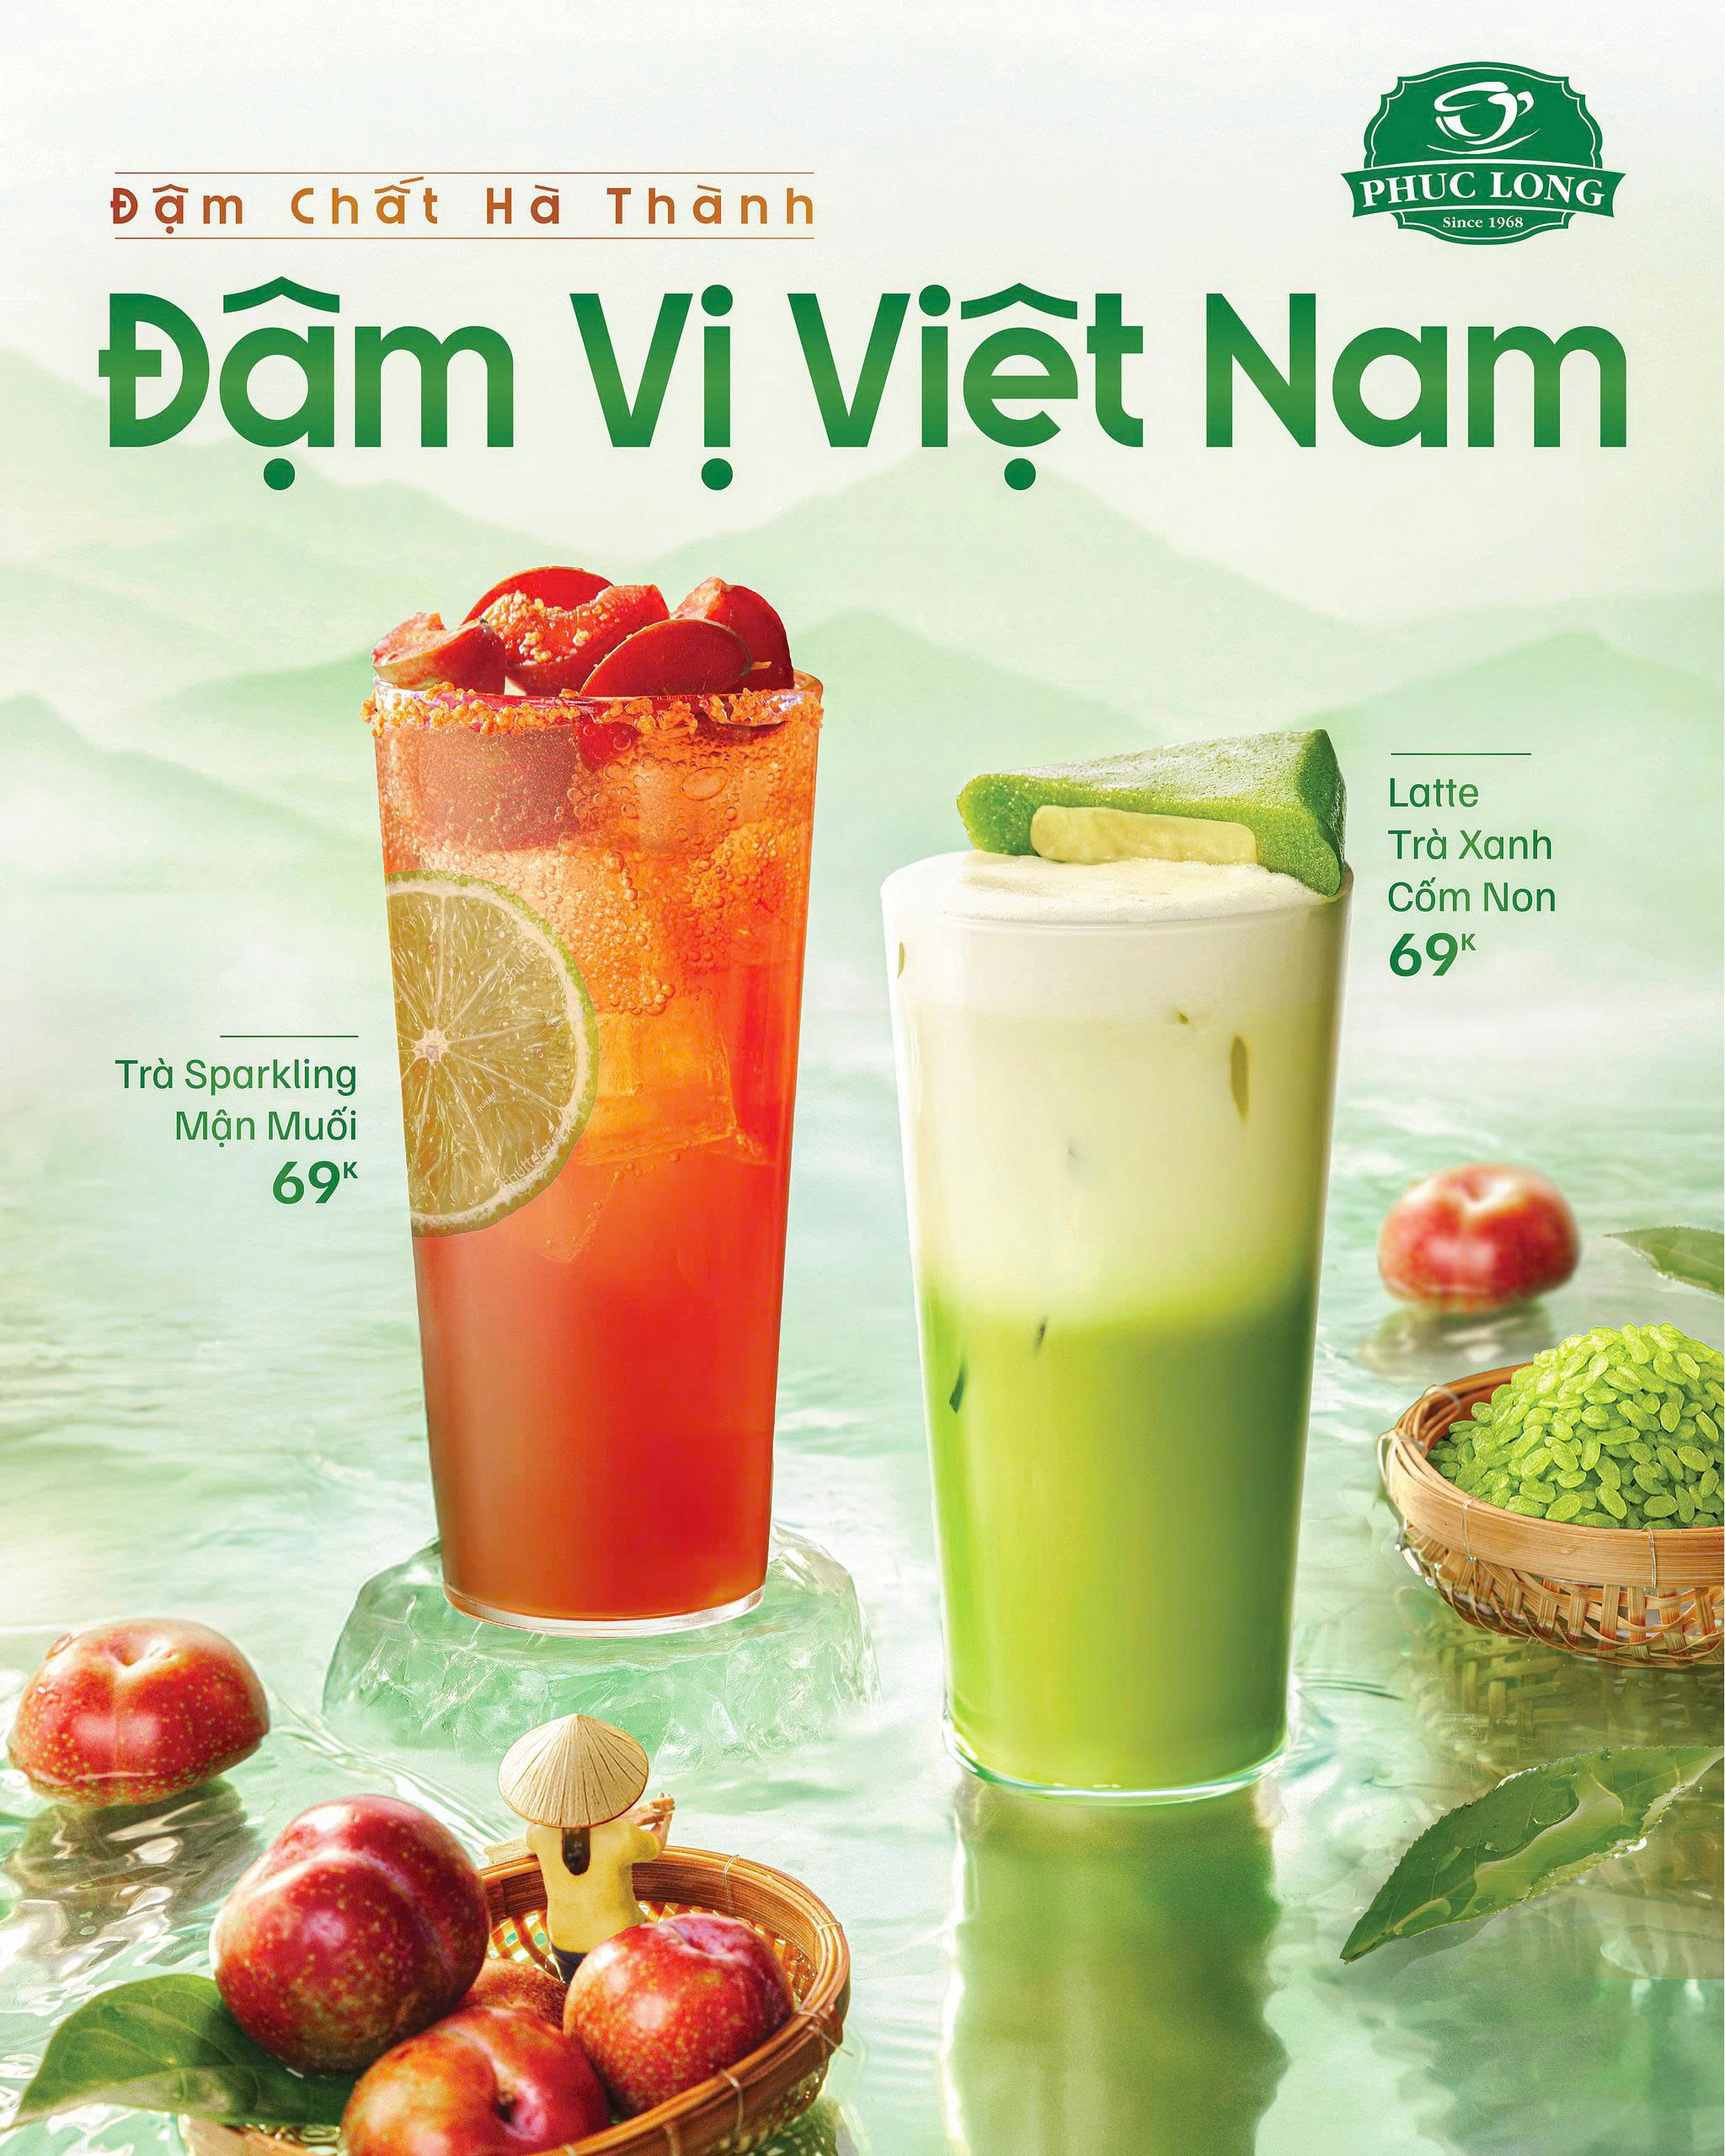 PHUC LONG
Since 1968
Đậm Chất Hà Thành
Đậm Vị Việt Nam
Latte
Trà Xanh
Cốm Non
69K
Trà Sparkling
Mận Muối
69K